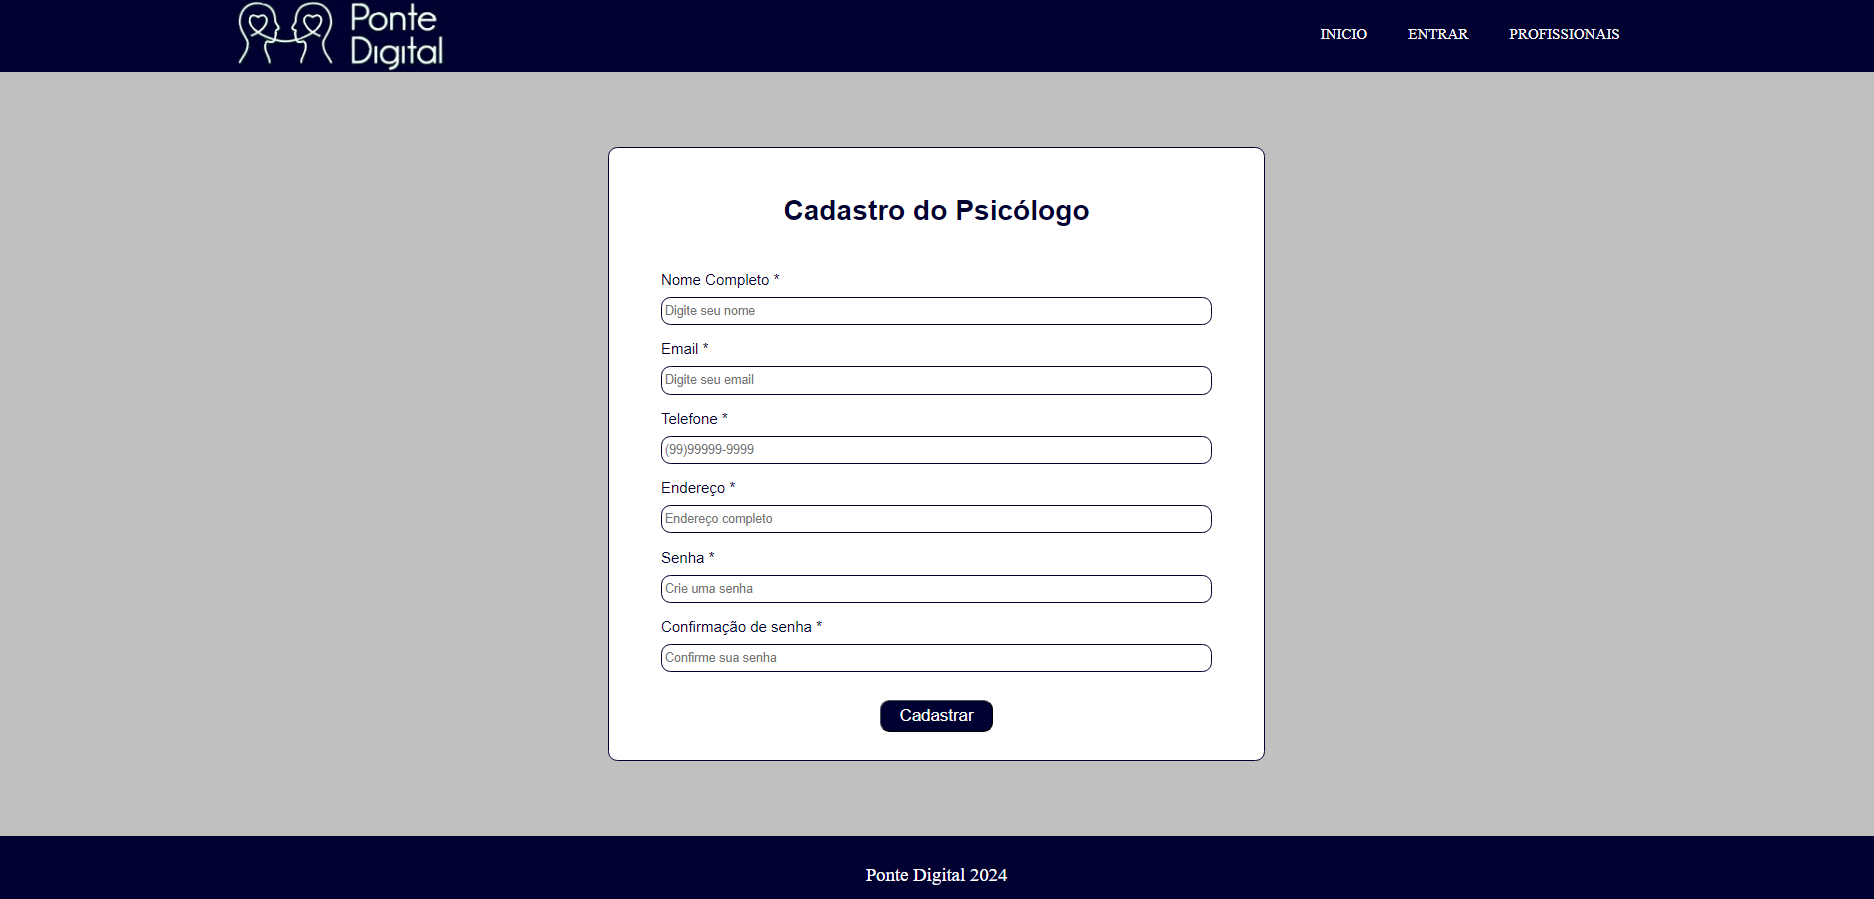 Ponte
Digital
INICIO ENTRAR PROFISSIONAIS
Cadastro do Psicólogo
Nome Completo *
Digite seu nome
Email *
Digite seu email
Telefone *
(99)99999-9999
Endereço *
Endereço completo
Senha *
Crie uma senha
Confirmação de senha *
Confirme sua senha
Cadastrar
Ponte Digital 2024